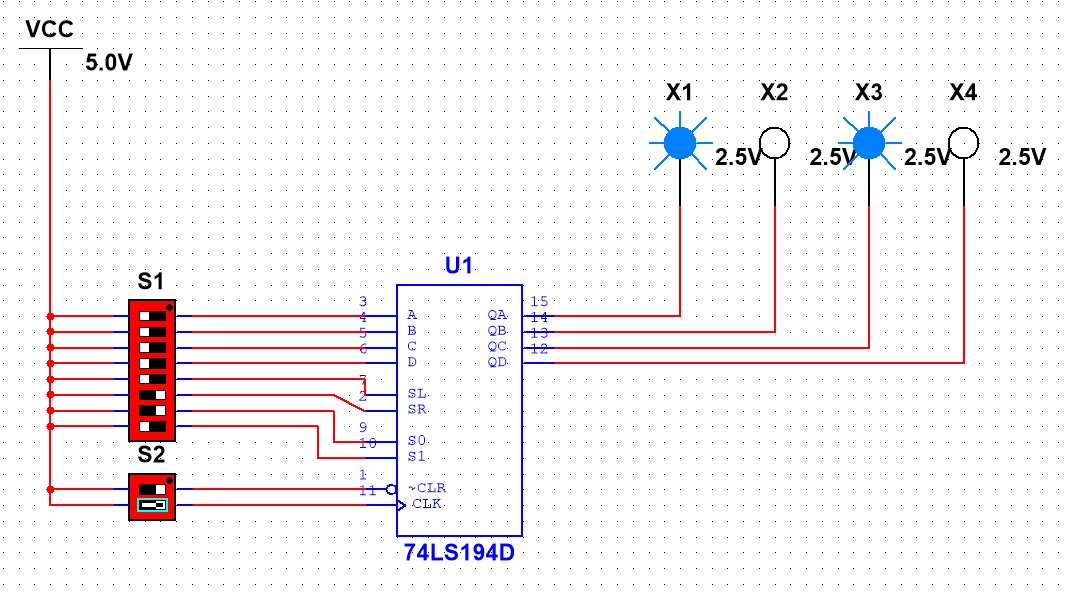 VCC
5.0V
X1 X2 X3 X4
2.5V 2.5V 2.5V 2.5V
U1
S1
3 A QA 15
4 B QB 14
5 C QC 13
6 D QD 12
7 SL
2 SR
9 S0
10 S1
S2
1 ~CLR
11 CLK
74LS194D